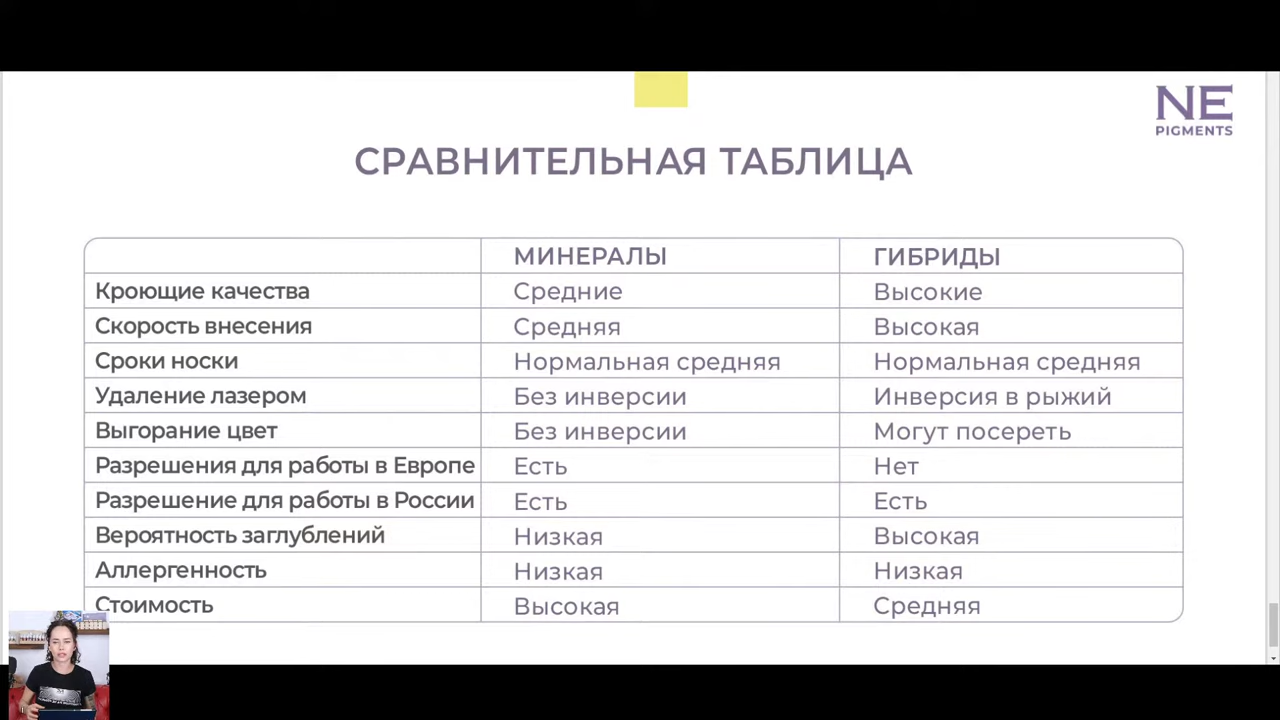 NE
PIGMENTS
СРАВНИТЕЛЬНАЯ ТАБЛИЦА
МИНЕРАЛЫ ГИБРИДЫ
Кроющие качества Средние Высокие
Скорость внесения Средняя Высокая
Сроки носки Нормальная средняя Нормальная средняя
Удаление лазером Без инверсии Инверсия в рыжий
Выгорание цвет Без инверсии Могут посереть
Разрешения для работы в Европе Есть Нет
Разрешение для работы в России Есть Есть
Вероятность заглублений Низкая Высокая
Аллергенность Низкая Низкая
Стоимость Высокая Средняя